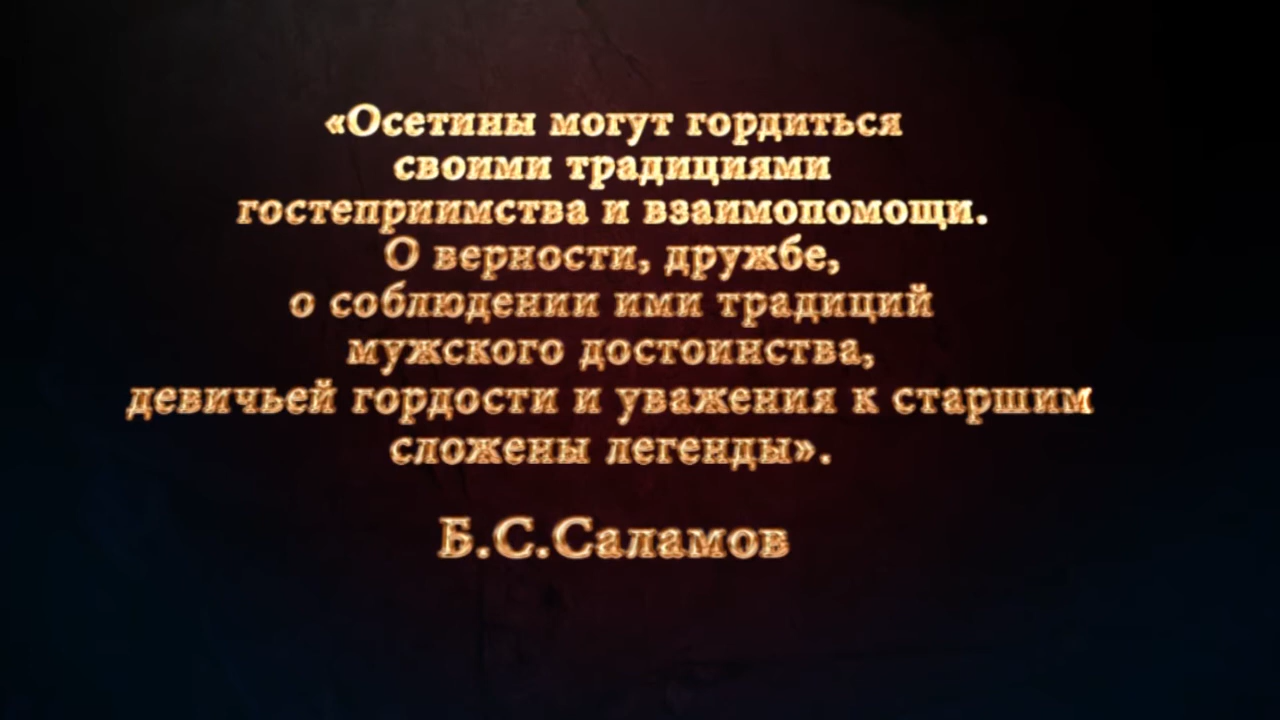 «Осетины могут гордиться
своими традициями
гостеприимства и взаимопомощи.
О верности, дружбе,
о соблюдении ими традиций
мужского достоинства,
девичьей гордости и уважения к старшим
сложены легенды».
Б.С.Саламов